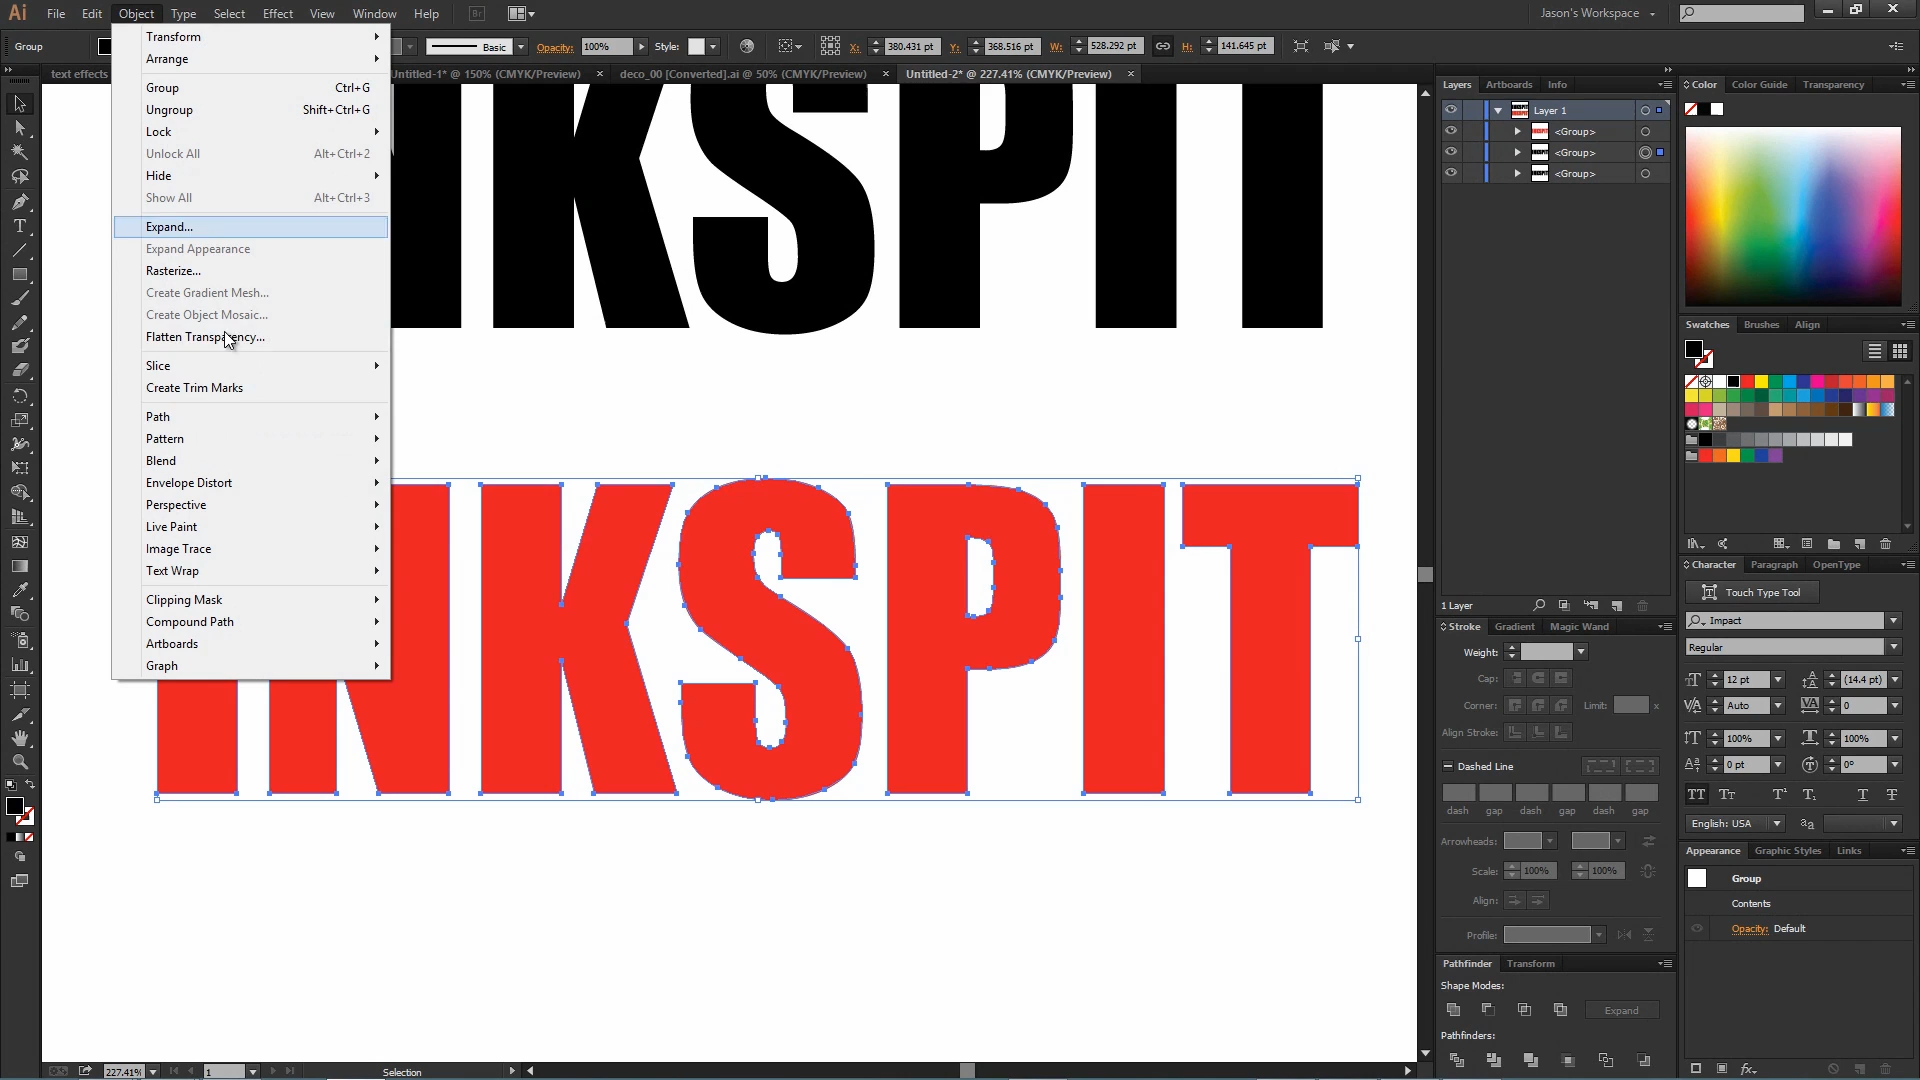 Ai File Edit Object Type Select Effect View Window Help Br Jason's Workspace
Group Basic Opacity: 100% Style: X: 380.431 pt Y: 368.516 pt W: 528.292 pt H: 141.645 pt
text effects Untitled-1* @ 150% (CMYK/Preview) × deco_00 [Converted].ai @ 50% (CMYK/Preview) × Untitled-2* @ 227.41% (CMYK/Preview) ×
Transform
Arrange
Group Ctrl+G
Ungroup Shift+Ctrl+G
Lock
Unlock All Alt+Ctrl+2
Hide
Show All Alt+Ctrl+3
Expand...
Expand Appearance
Rasterize...
Create Gradient Mesh...
Create Object Mosaic...
Flatten Transparency...
Slice
Create Trim Marks
Path
Pattern
Blend
Envelope Distort
Perspective
Live Paint
Image Trace
Text Wrap
Clipping Mask
Compound Path
Artboards
Graph
NKSPIT
INKSPIT
227.41% 1 Selection
Layers Artboards Info
Layer 1
<Group>
<Group>
<Group>
1 Layer
Stroke Gradient Magic Wand
Weight:
Cap:
Corner: Limit: x
Align Stroke:
Dashed Line
dash gap dash gap dash gap
Arrowheads:
Scale: 100% 100%
Align:
Profile:
Pathfinder Transform
Shape Modes:
Expand
Pathfinders:
Color Color Guide Transparency
Swatches Brushes Align
Character Paragraph OpenType
Touch Type Tool
Impact
Regular
12 pt (14.4 pt)
Auto 0
100% 100%
0 pt 0°
TT Tr T¹ T₁ T T
English: USA aa
Appearance Graphic Styles Links
Group
Contents
Opacity: Default
fx